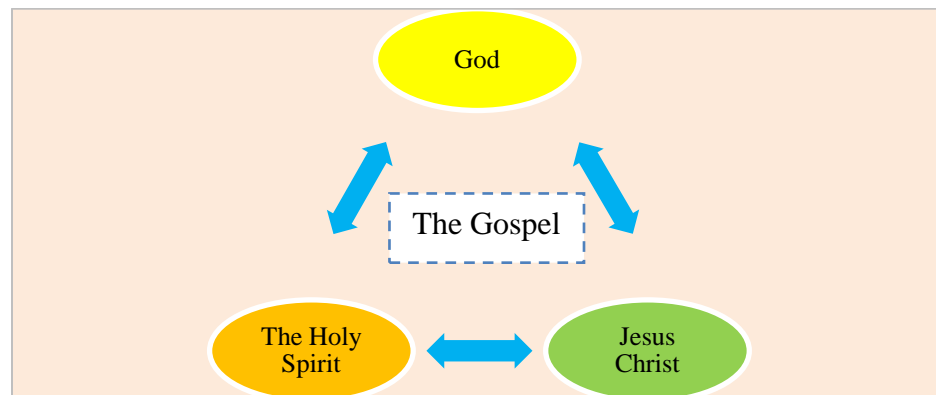 God
The Gospel
The Holy
Spirit
Jesus
Christ